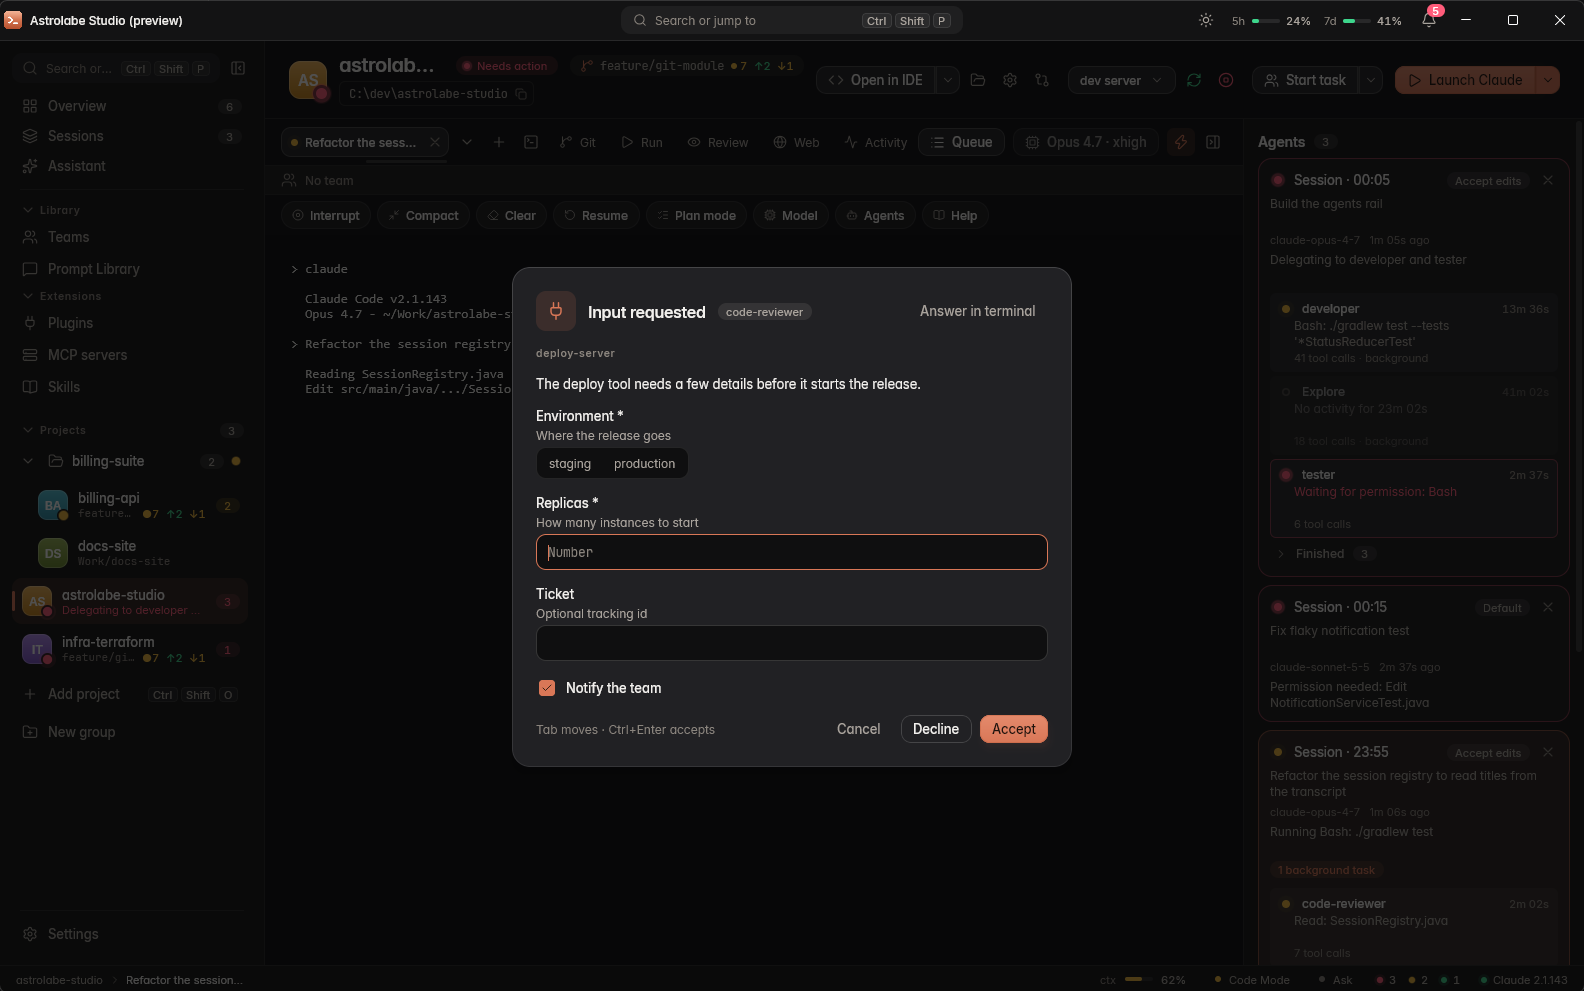 Astrolabe Studio (preview)
Search or jump to
Ctrl Shift P
5h 24% 7d 41%
5
Search or... Ctrl Shift P
Overview 6
Sessions 3
Assistant
Library
Teams
Prompt Library
Extensions
Plugins
MCP servers
Skills
Projects 3
billing-suite 2
BA billing-api
feature... 7 ↑2 ↓1 2
DS docs-site
Work/docs-site
AS astrolabe-studio
Delegating to developer ... 3
IT infra-terraform
feature/gi... 7 ↑2 ↓1 1
Add project Ctrl Shift O
New group
Settings
AS astrolab... Needs action feature/git-module 7 ↑2 ↓1
C:\dev\astrolabe-studio
Open in IDE
dev server
Start task
Launch Claude
Refactor the sess...
Git
Run
Review
Web
Activity
Queue
Opus 4.7 · xhigh
No team
Interrupt
Compact
Clear
Resume
Plan mode
Model
Agents
Help
> claude
Claude Code v2.1.143
Opus 4.7 - ~/Work/astrolabe-s
> Refactor the session registry
Reading SessionRegistry.java
Edit src/main/java/.../Sessio
Input requested code-reviewer Answer in terminal
deploy-server
The deploy tool needs a few details before it starts the release.
Environment *
Where the release goes
staging production
Replicas *
How many instances to start
Number
Ticket
Optional tracking id
Notify the team
Tab moves · Ctrl+Enter accepts Cancel Decline Accept
Agents 3
Session · 00:05 Accept edits
Build the agents rail
claude-opus-4-7 1m 05s ago
Delegating to developer and tester
developer 13m 36s
Bash: ./gradlew test --tests
'*StatusReducerTest'
41 tool calls · background
Explore 41m 02s
No activity for 23m 02s
18 tool calls · background
tester 2m 37s
Waiting for permission: Bash
6 tool calls
Finished 3
Session · 00:15 Default
Fix flaky notification test
claude-sonnet-5-5 2m 37s ago
Permission needed: Edit
NotificationServiceTest.java
Session · 23:55 Accept edits
Refactor the session registry to read titles from
the transcript
claude-opus-4-7 1m 06s ago
Running Bash: ./gradlew test
1 background task
code-reviewer 2m 02s
Read: SessionRegistry.java
7 tool calls
astrolabe-studio > Refactor the session...
ctx 62% Code Mode Ask 3 2 1 Claude 2.1.143